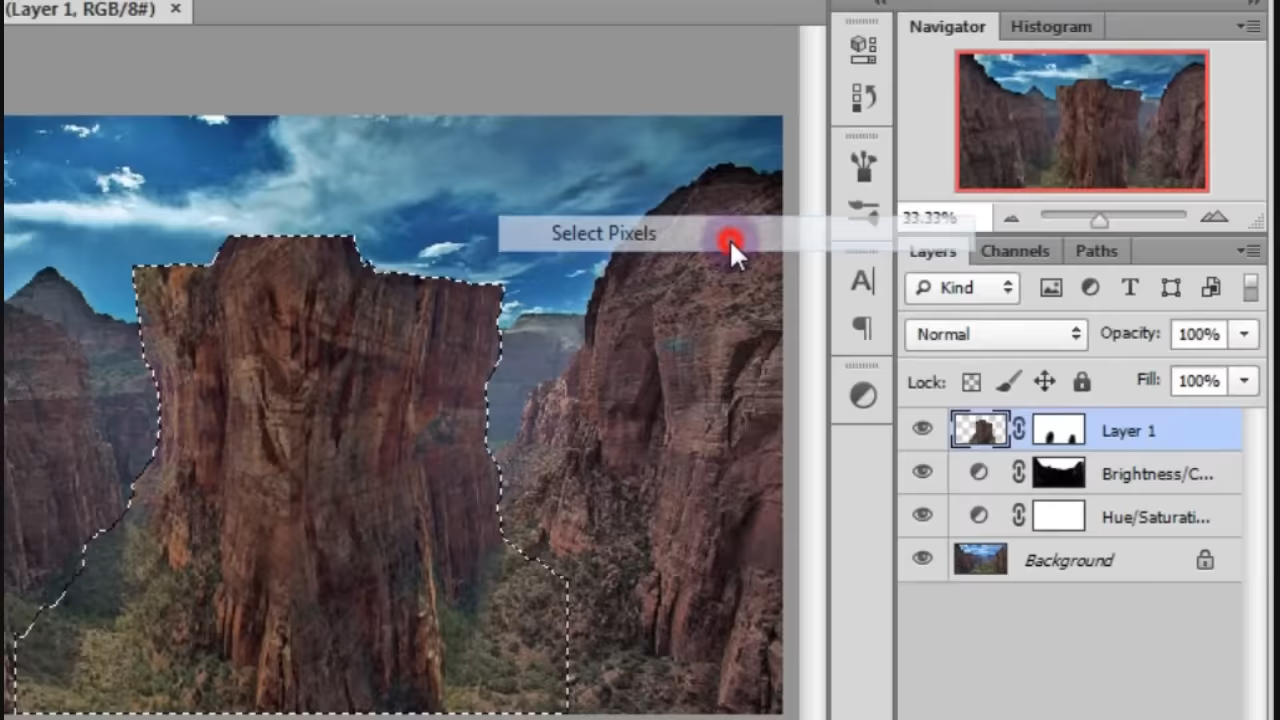 (Layer 1, RGB/8#) ×
Navigator Histogram
Select Pixels
33.33%
Layers Channels Paths
A
Kind T
Normal Opacity: 100%
Lock: Fill: 100%
Layer 1
Brightness/C...
Hue/Saturati...
Background